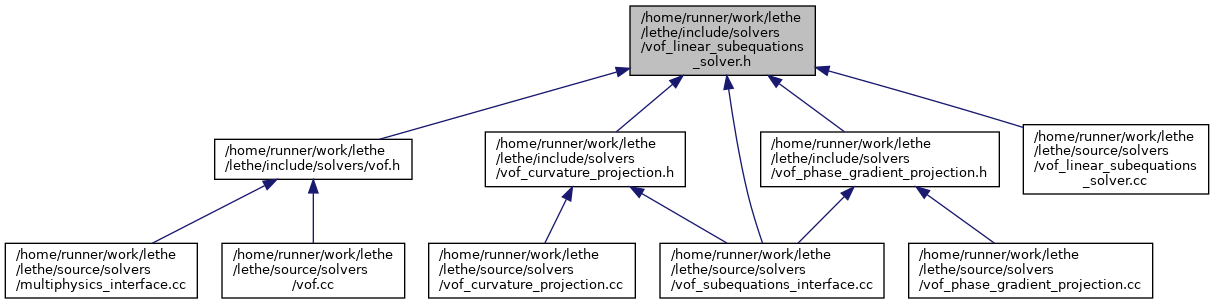 /home/runner/work/lethe
/lethe/include/solvers
/vof_linear_subequations
_solver.h
/home/runner/work/lethe
/lethe/include/solvers/vof.h
/home/runner/work/lethe
/lethe/include/solvers
/vof_curvature_projection.h
/home/runner/work/lethe
/lethe/include/solvers
/vof_phase_gradient_projection.h
/home/runner/work/lethe
/lethe/source/solvers
/vof_linear_subequations
_solver.cc
/home/runner/work/lethe
/lethe/source/solvers
/multiphysics_interface.cc
/home/runner/work/lethe
/lethe/source/solvers
/vof.cc
/home/runner/work/lethe
/lethe/source/solvers
/vof_curvature_projection.cc
/home/runner/work/lethe
/lethe/source/solvers
/vof_subequations_interface.cc
/home/runner/work/lethe
/lethe/source/solvers
/vof_phase_gradient_projection.cc